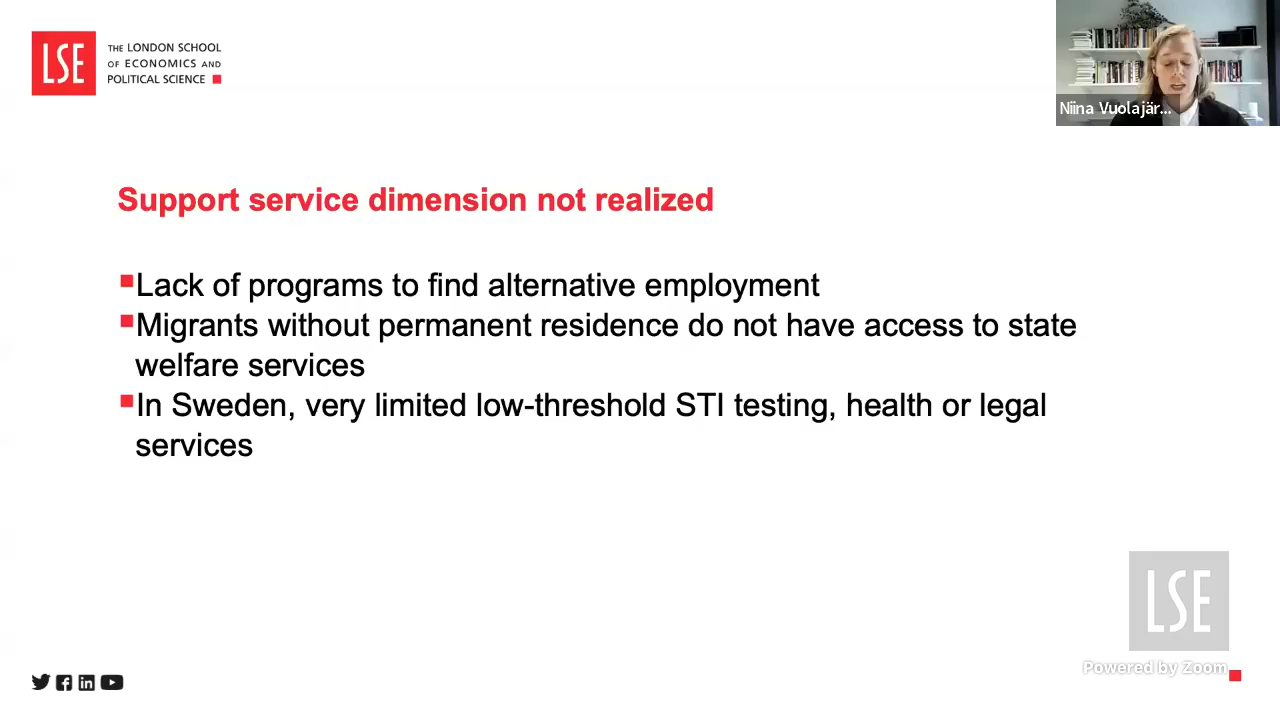 LSE
THE LONDON SCHOOL
OF ECONOMICS AND
POLITICAL SCIENCE
Niina Vuolajär...
Support service dimension not realized
Lack of programs to find alternative employment
Migrants without permanent residence do not have access to state
welfare services
In Sweden, very limited low-threshold STI testing, health or legal
services
LSE
Powered by Zoom